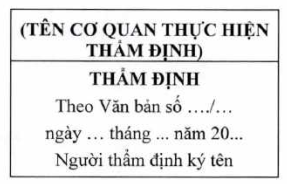 (TÊN CƠ QUAN THỰC HIỆN
THẨM ĐỊNH)
THẨM ĐỊNH
Theo Văn bản số …./…
ngày … tháng ... năm 20...
Người thẩm định ký tên